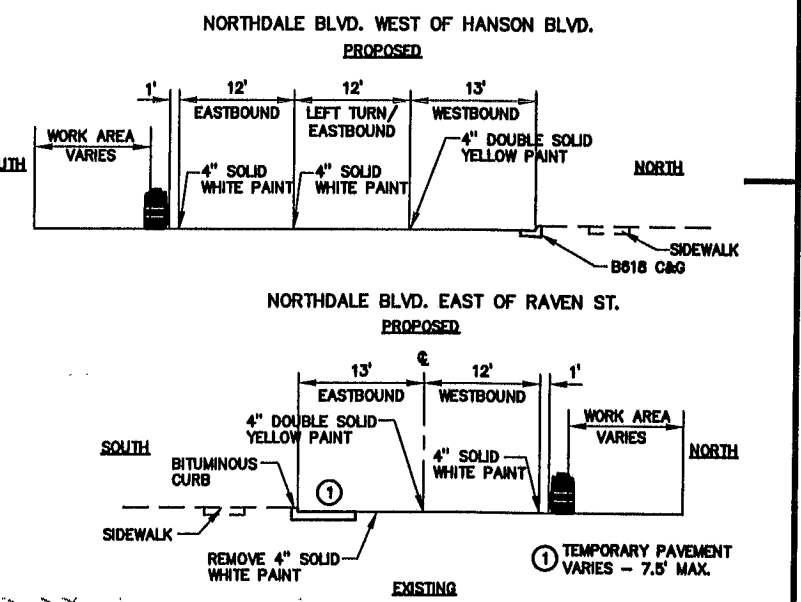 NORTHDALE BLVD. WEST OF HANSON BLVD.
PROPOSED
1' 12' 12' 13'
EASTBOUND
LEFT TURN/
EASTBOUND
WESTBOUND
WORK AREA
VARIES
4" SOLID
WHITE PAINT
4" SOLID
WHITE PAINT
4" DOUBLE SOLID
YELLOW PAINT
UTH
NORTH
SIDEWALK
B618 C&G
NORTHDALE BLVD. EAST OF RAVEN ST.
PROPOSED
13' 12' 1'
EASTBOUND
WESTBOUND
WORK AREA
VARIES
4" DOUBLE SOLID
YELLOW PAINT
4" SOLID
WHITE PAINT
SOUTH
NORTH
BITUMINOUS
CURB
1
SIDEWALK
REMOVE 4" SOLID
WHITE PAINT
1 TEMPORARY PAVEMENT
VARIES - 7.5' MAX.
EXISTING